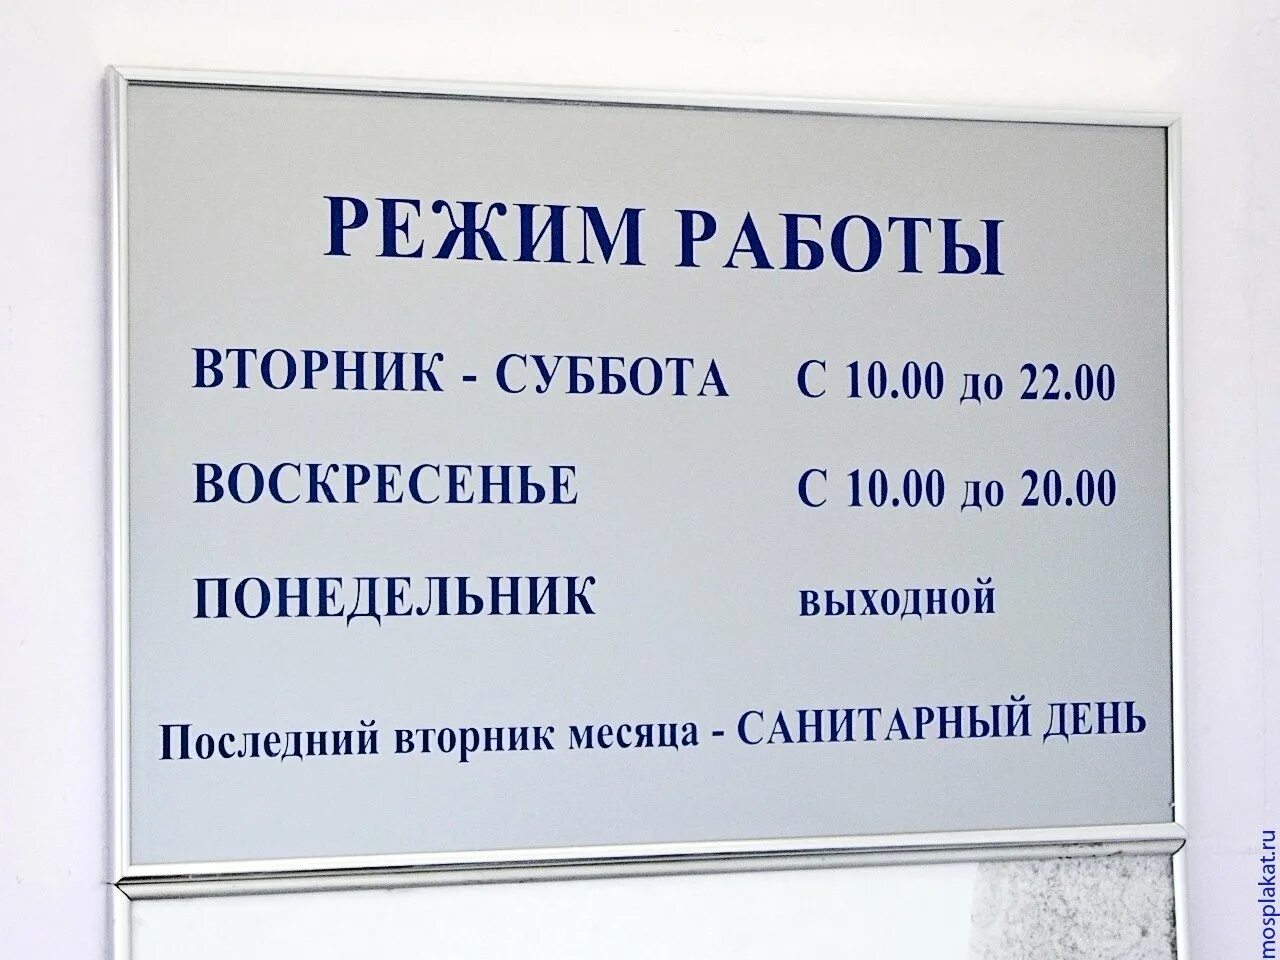 РЕЖИМ РАБОТЫ
ВТОРНИК - СУББОТА С 10.00 до 22.00
ВОСКРЕСЕНЬЕ С 10.00 до 20.00
ПОНЕДЕЛЬНИК выходной
Последний вторник месяца - САНИТАРНЫЙ ДЕНЬ
mosplakat.ru